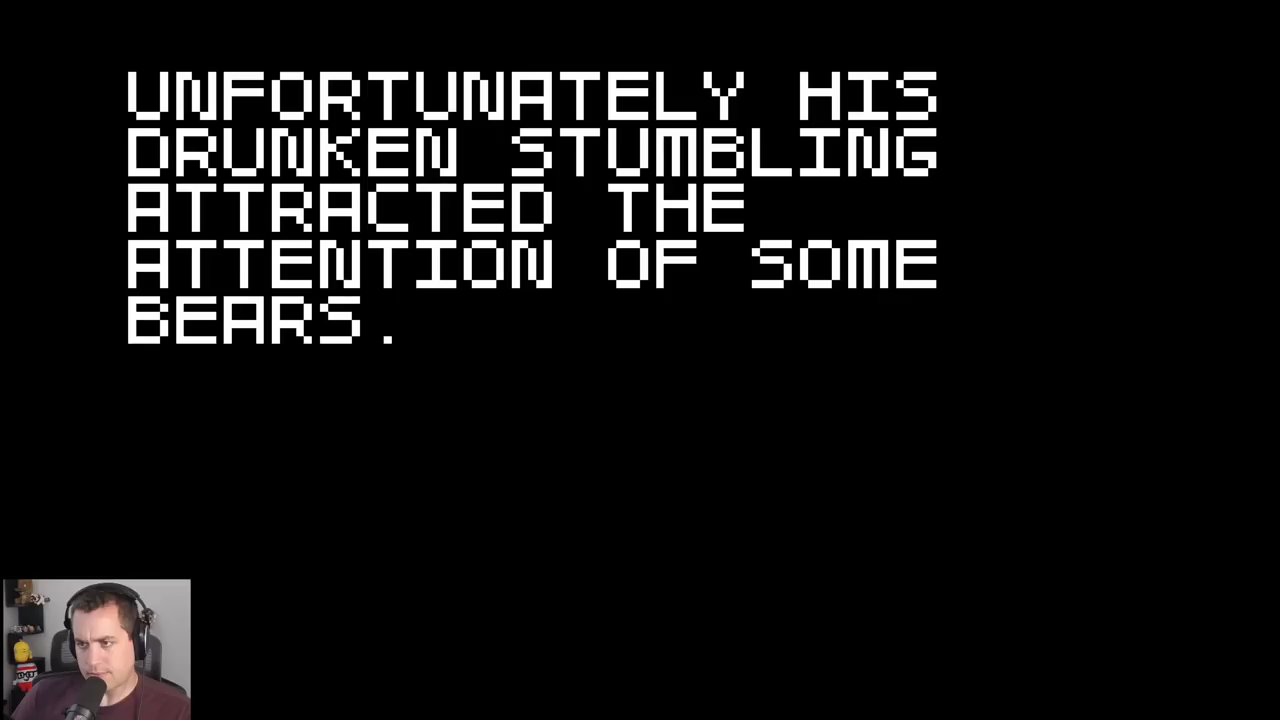 UNFORTUNATELY HIS
DRUNKEN STUMBLING
ATTRACTED THE
ATTENTION OF SOME
BEARS.